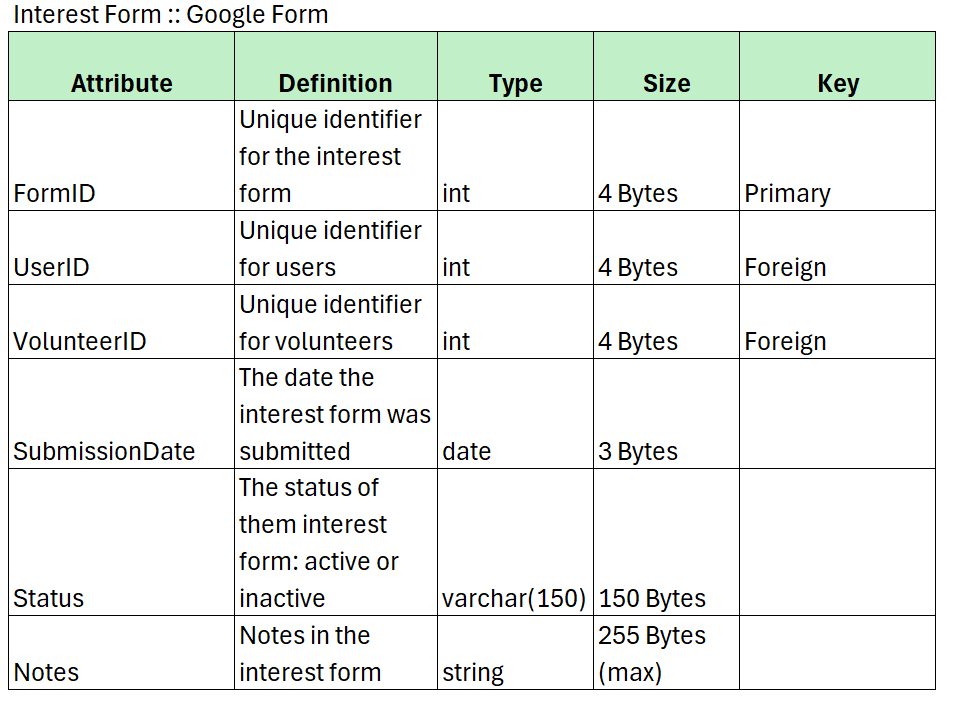 Interest Form :: Google Form
Attribute Definition Type Size Key
Unique identifier
for the interest
FormID form int 4 Bytes Primary
Unique identifier
UserID for users int 4 Bytes Foreign
Unique identifier
VolunteerID for volunteers int 4 Bytes Foreign
The date the
interest form was
SubmissionDate submitted date 3 Bytes
The status of
them interest
form: active or
Status inactive varchar(150) 150 Bytes
Notes in the 255 Bytes
Notes interest form string (max)